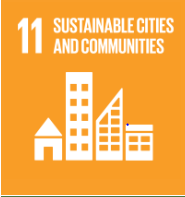 11 SUSTAINABLE CITIES
AND COMMUNITIES